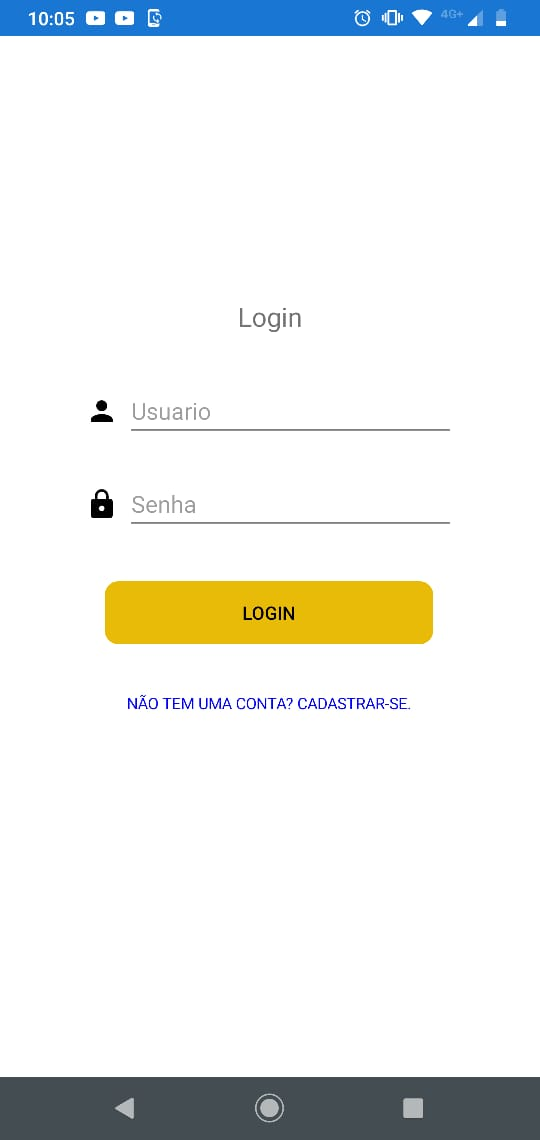 10:05
4G+
Login
Usuario
Senha
LOGIN
NÃO TEM UMA CONTA? CADASTRAR-SE.